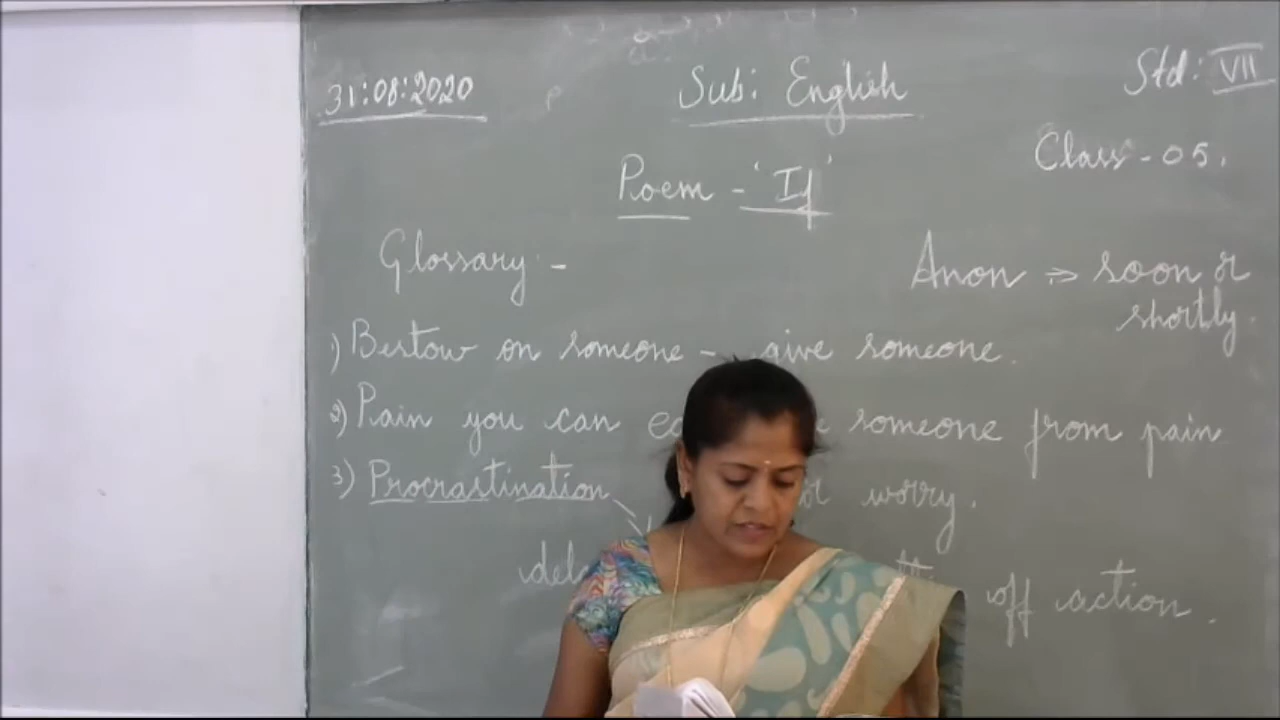 31:08:2020 Sub: English Std: VII
Class - 05.
Poem - 'If'
Glossary :-
Anon => soon or
shortly.
1) Bestow on someone - give someone.
2) Pain you can someone from pain
or worry.
3) Procrastination
off action.